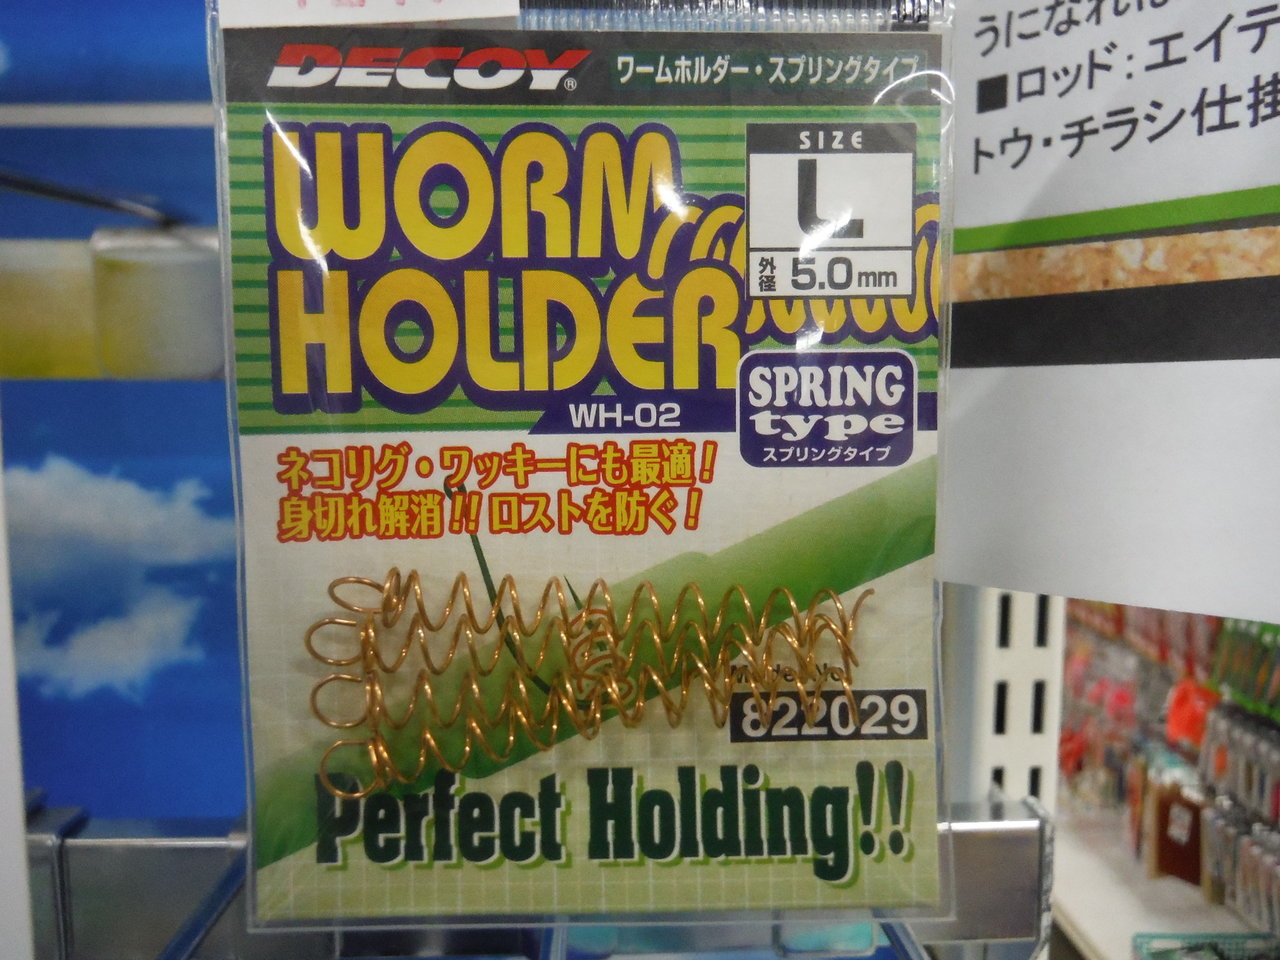 DECOY®
ワームホルダー・スプリングタイプ
WORM
HOLDER
SIZE
L
外径 5.0mm
WH-02
SPRING
type
スプリングタイプ
ネコリグ・ワッキーにも最適!
身切れ解消!! ロストを防ぐ!
Model No.
822029
Perfect Holding!!
うになれば
■ロッド:エイテ
トウ・チラシ仕掛